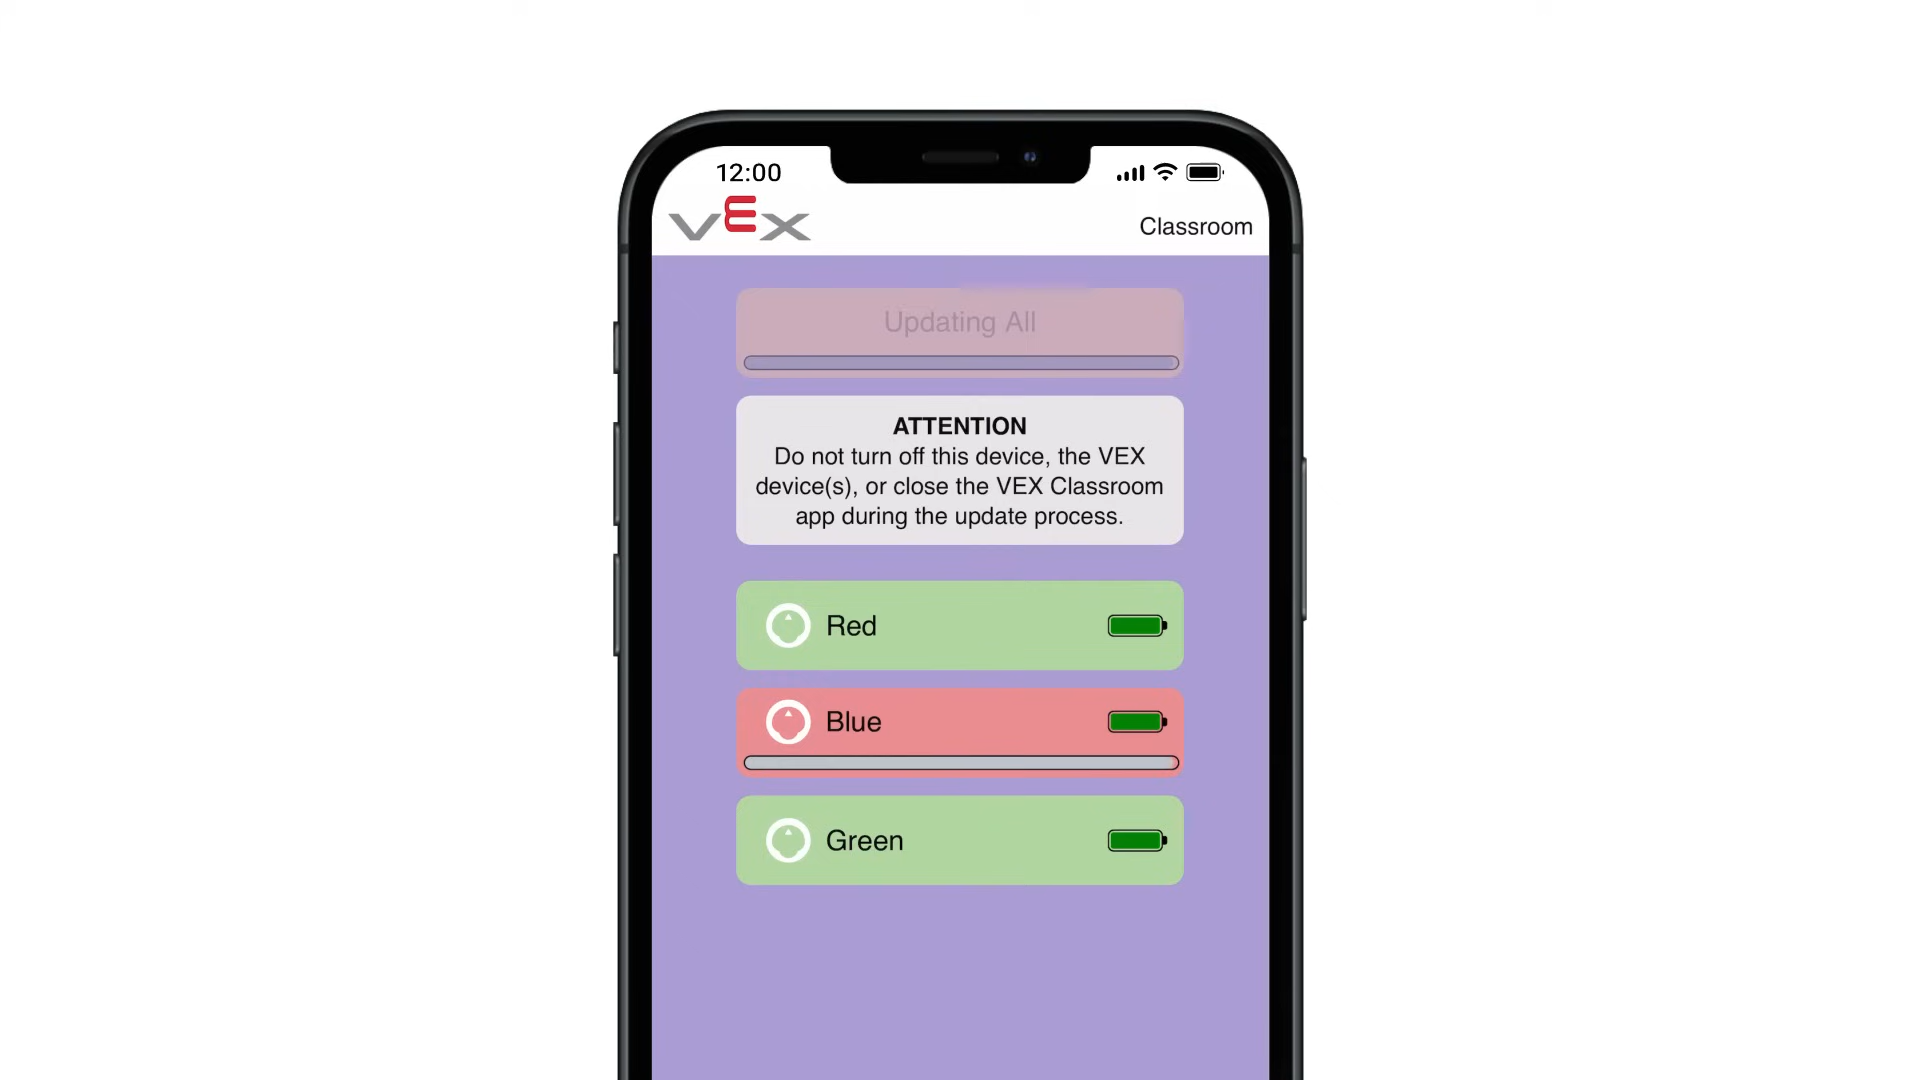 12:00
VEX
Classroom
Updating All
ATTENTION
Do not turn off this device, the VEX
device(s), or close the VEX Classroom
app during the update process.
Red
Blue
Green